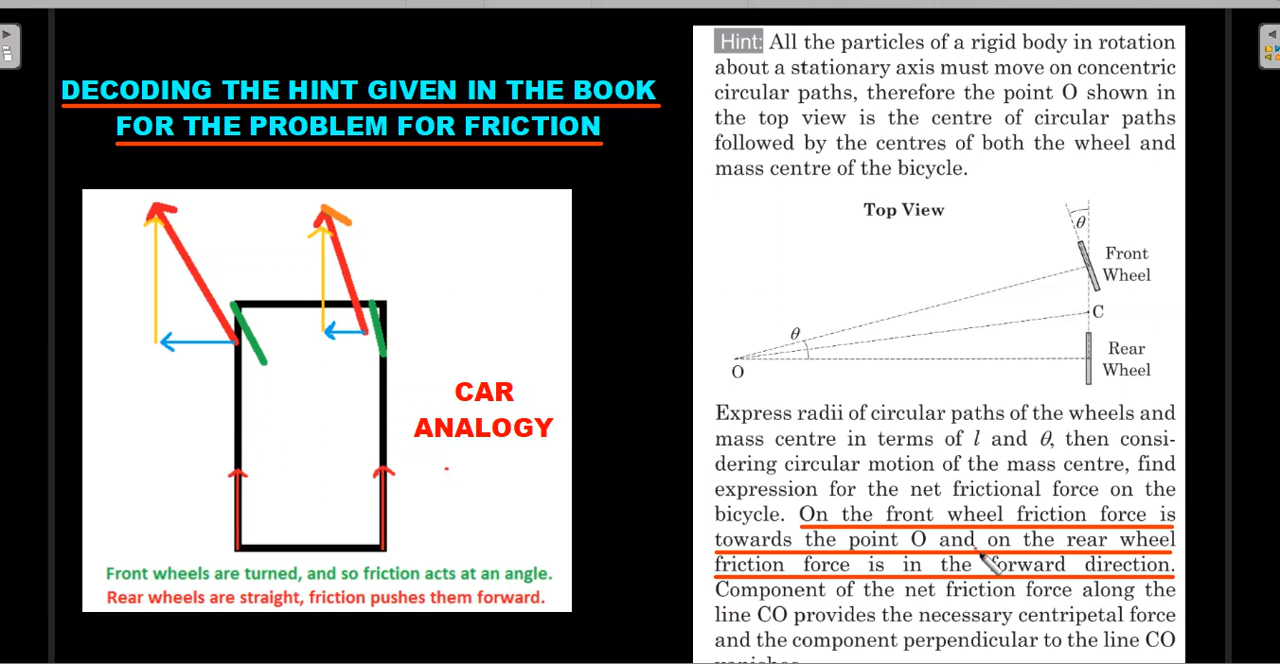 DECODING THE HINT GIVEN IN THE BOOK
FOR THE PROBLEM FOR FRICTION
CAR
ANALOGY
Front wheels are turned, and so friction acts at an angle.
Rear wheels are straight, friction pushes them forward.
Hint: All the particles of a rigid body in rotation
about a stationary axis must move on concentric
circular paths, therefore the point O shown in
the top view is the centre of circular paths
followed by the centres of both the wheel and
mass centre of the bicycle.
Top View
θ
Front
Wheel
C
θ
O
Rear
Wheel
Express radii of circular paths of the wheels and
mass centre in terms of l and θ, then consi-
dering circular motion of the mass centre, find
expression for the net frictional force on the
bicycle. On the front wheel friction force is
towards the point O and on the rear wheel
friction force is in the forward direction.
Component of the net friction force along the
line CO provides the necessary centripetal force
and the component perpendicular to the line CO